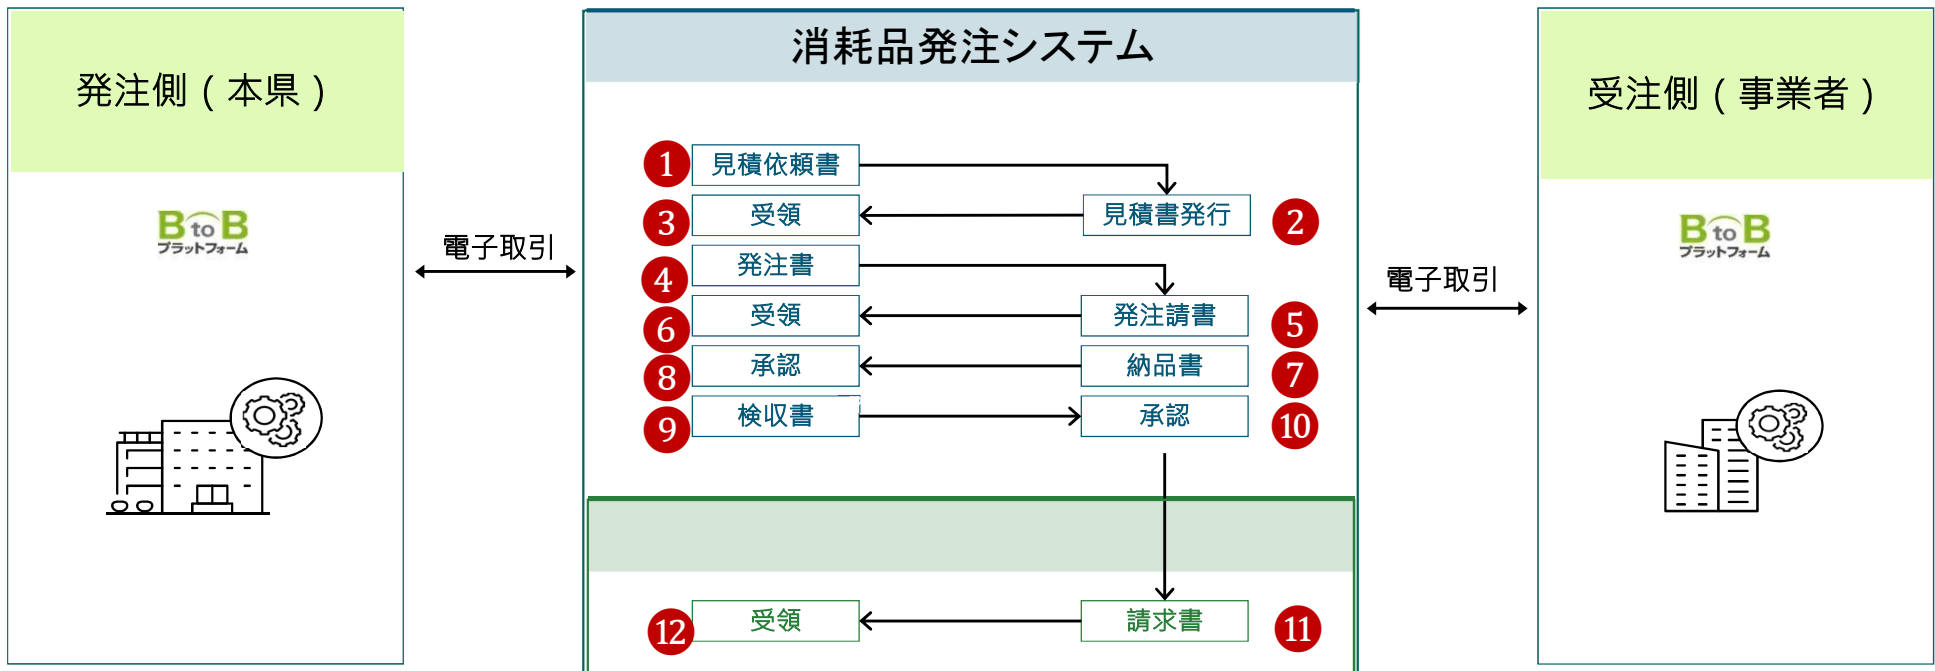 消耗品発注システム
発注側（本県）
受注側（事業者）
BtoB
プラットフォーム
電子取引
1 見積依頼書
見積書発行 2
3 受領
4 発注書
発注請書 5
6 受領
納品書 7
8 承認
9 検収書
承認 10
請求書 11
12 受領
電子取引
BtoB
プラットフォーム